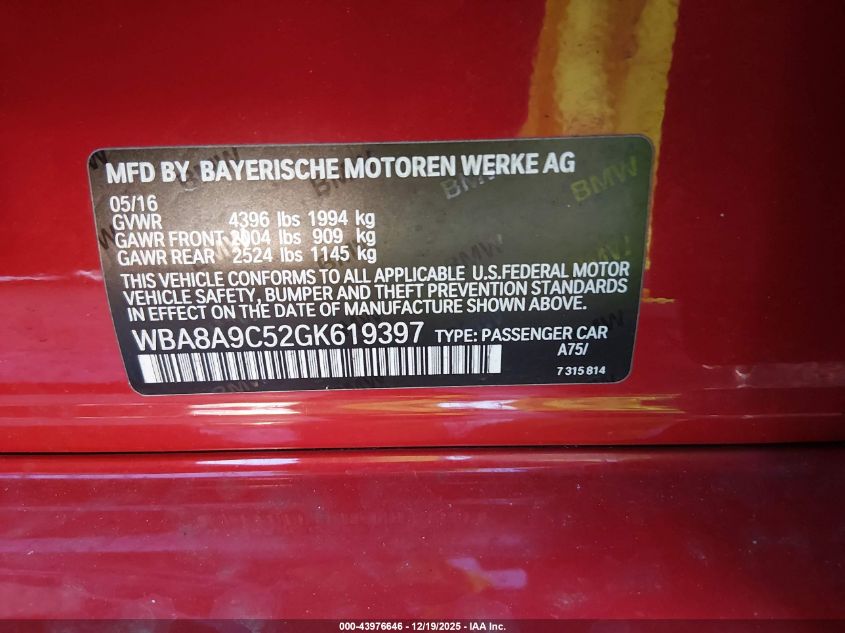 MFD BY BAYERISCHE MOTOREN WERKE AG
05/16
GVWR 4396 lbs 1994 kg
GAWR FRONT 2004 lbs 909 kg
GAWR REAR 2524 lbs 1145 kg
THIS VEHICLE CONFORMS TO ALL APPLICABLE U.S.FEDERAL MOTOR
VEHICLE SAFETY, BUMPER AND THEFT PREVENTION STANDARDS
IN EFFECT ON THE DATE OF MANUFACTURE SHOWN ABOVE.
WBA8A9C52GK619397 TYPE: PASSENGER CAR
A75/
7 315 814
BMW
BMW
BMW
000-43976646 / 12/19/2025 - IAA Inc.